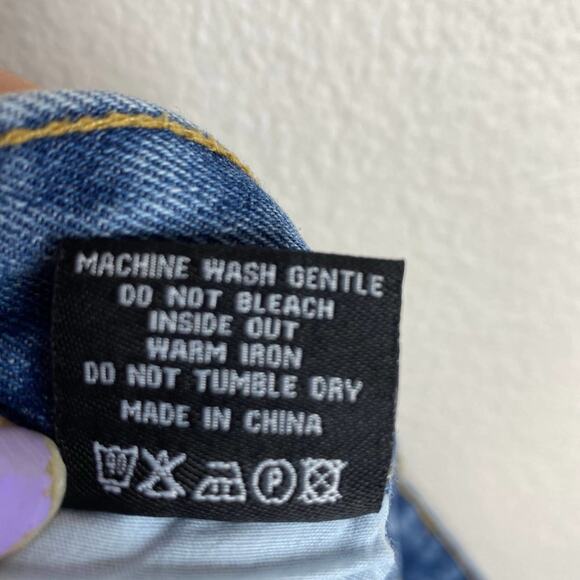 MACHINE WASH GENTLE
DO NOT BLEACH
INSIDE OUT
WARM IRON
DO NOT TUMBLE DRY
MADE IN CHINA
P